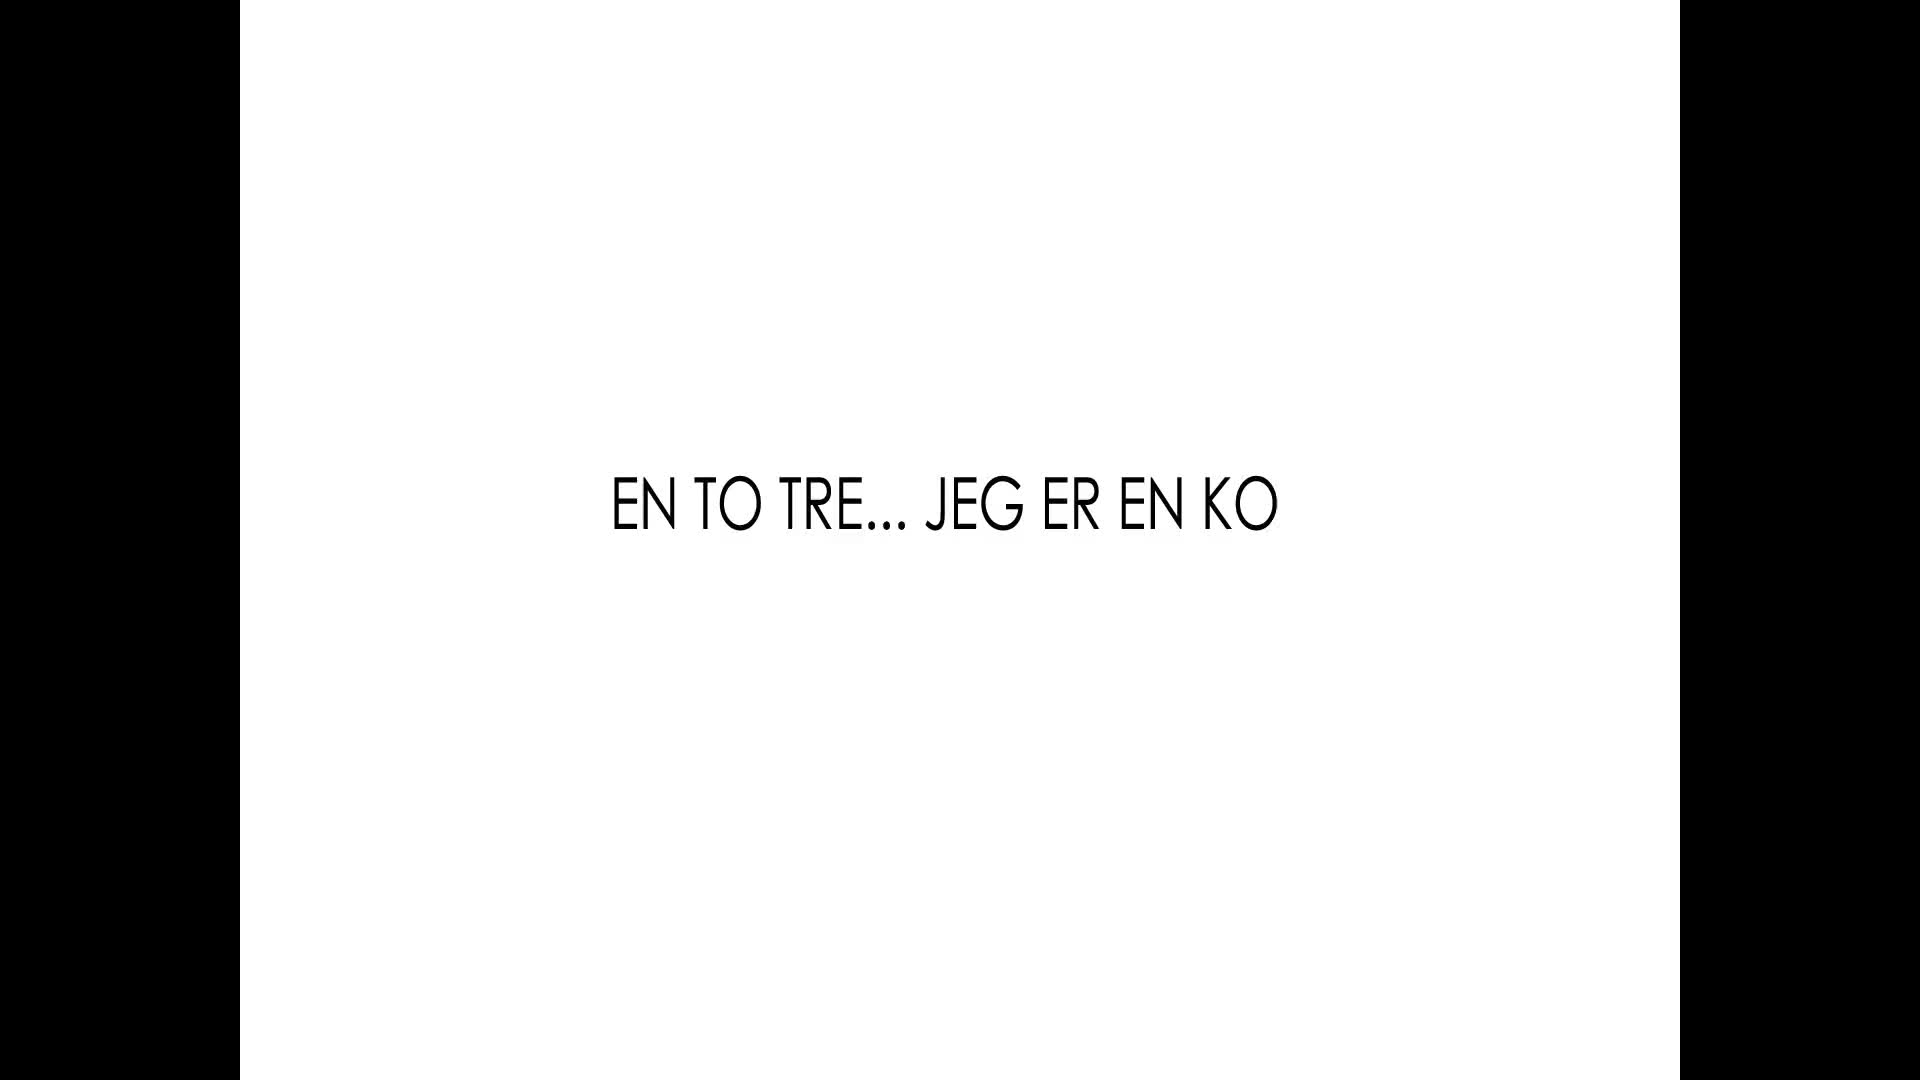 EN TO TRE... JEG ER EN KO